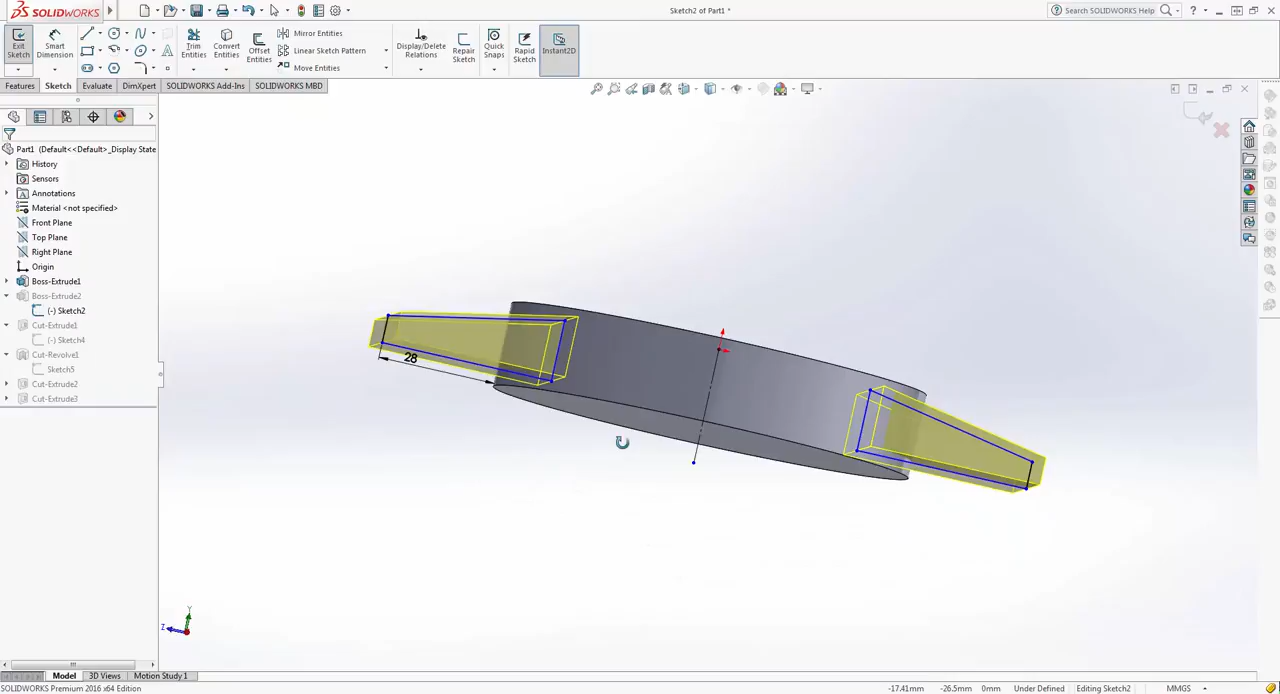 SOLIDWORKS
Sketch2 of Part1 *
Search SOLIDWORKS Help
Exit Sketch
Smart Dimension
Trim Entities
Convert Entities
Offset Entities
Mirror Entities
Linear Sketch Pattern
Move Entities
Display/Delete Relations
Repair Sketch
Quick Snaps
Rapid Sketch
Instant2D
Features Sketch Evaluate DimXpert SOLIDWORKS Add-Ins SOLIDWORKS MBD
Part1 (Default<<Default>_Display State
History
Sensors
Annotations
Material <not specified>
Front Plane
Top Plane
Right Plane
Origin
Boss-Extrude1
Boss-Extrude2
(-) Sketch2
Cut-Extrude1
(-) Sketch4
Cut-Revolve1
Sketch5
Cut-Extrude2
Cut-Extrude3
28
Y
Z
Model 3D Views Motion Study 1
SOLIDWORKS Premium 2016 x64 Edition
-17.41mm -26.5mm 0mm Under Defined Editing Sketch2 MMGS